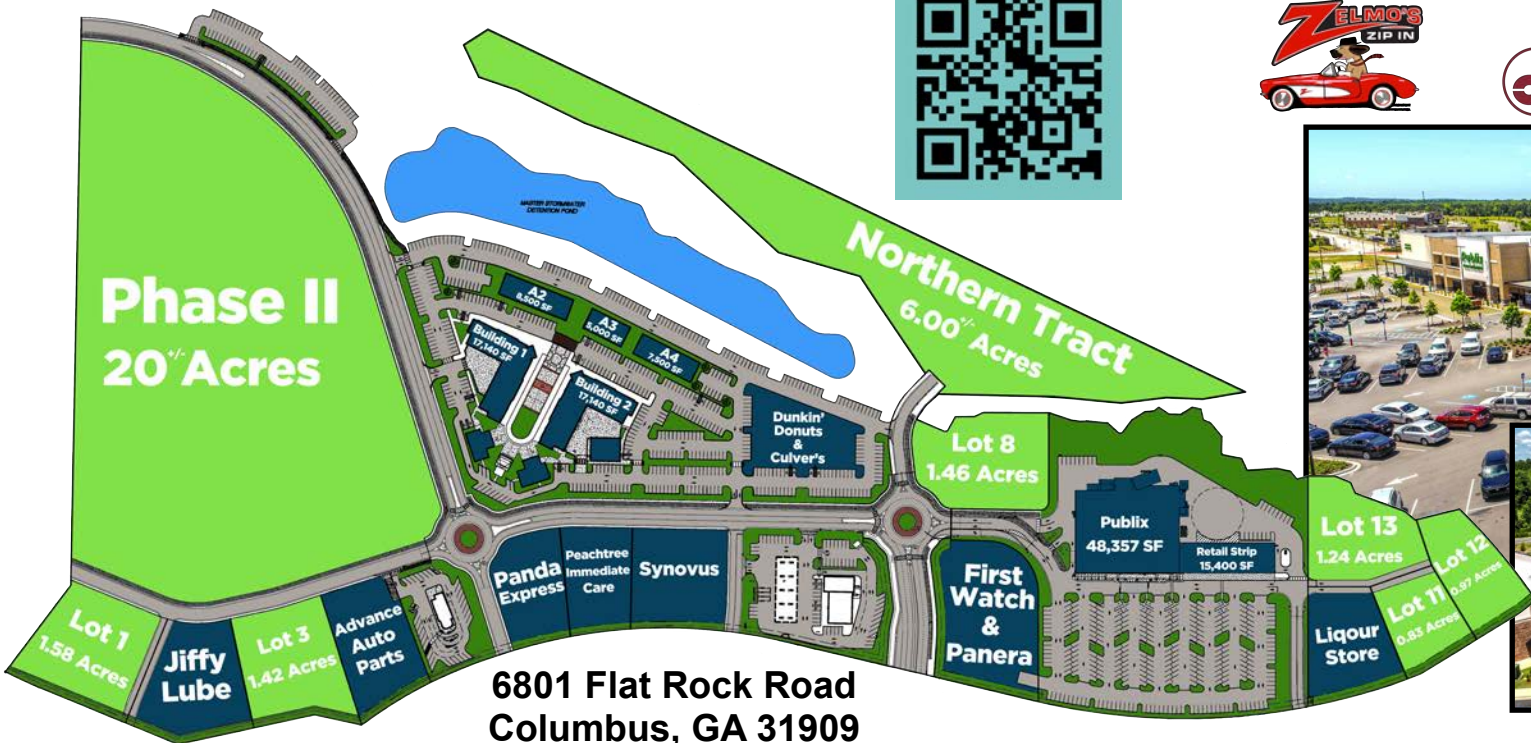 ZELMO'S
ZIP IN
Phase II
20+/- Acres
MASTER STORMWATER
DETENTION POND
Northern Tract
6.00+/- Acres
A2
8,500 SF
A3
5,000 SF
A4
7,500 SF
Building 1
17,140 SF
Building 2
17,140 SF
Dunkin'
Donuts
&
Culver's
Lot 8
1.46 Acres
Publix
48,357 SF
Retail Strip
15,400 SF
Lot 13
1.24 Acres
Lot 12
0.97 Acres
Lot 11
0.83 Acres
Liqour
Store
First
Watch
&
Panera
Synovus
Peachtree
Immediate
Care
Panda
Express
Advance
Auto
Parts
Lot 3
1.42 Acres
Jiffy
Lube
Lot 1
1.58 Acres
Publix
6801 Flat Rock Road
Columbus, GA 31909